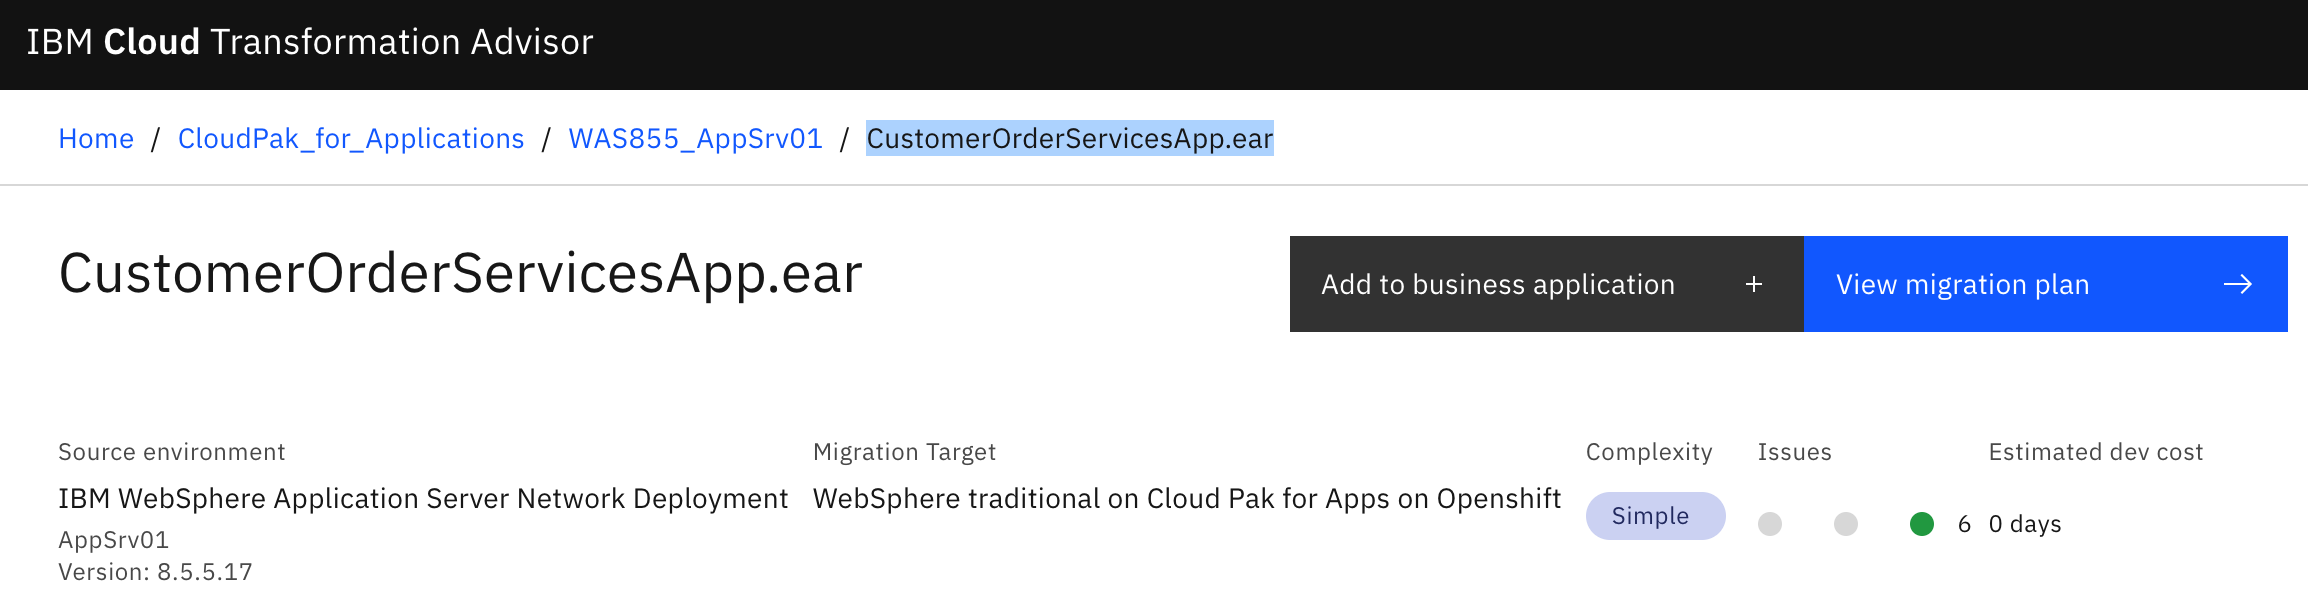 IBM Cloud Transformation Advisor
Home / CloudPak_for_Applications / WAS855_AppSrv01 / CustomerOrderServicesApp.ear
CustomerOrderServicesApp.ear
Add to business application +
View migration plan →
Source environment
IBM WebSphere Application Server Network Deployment
AppSrv01
Version: 8.5.5.17
Migration Target
WebSphere traditional on Cloud Pak for Apps on Openshift
Complexity
Simple
Issues
6
Estimated dev cost
0 days